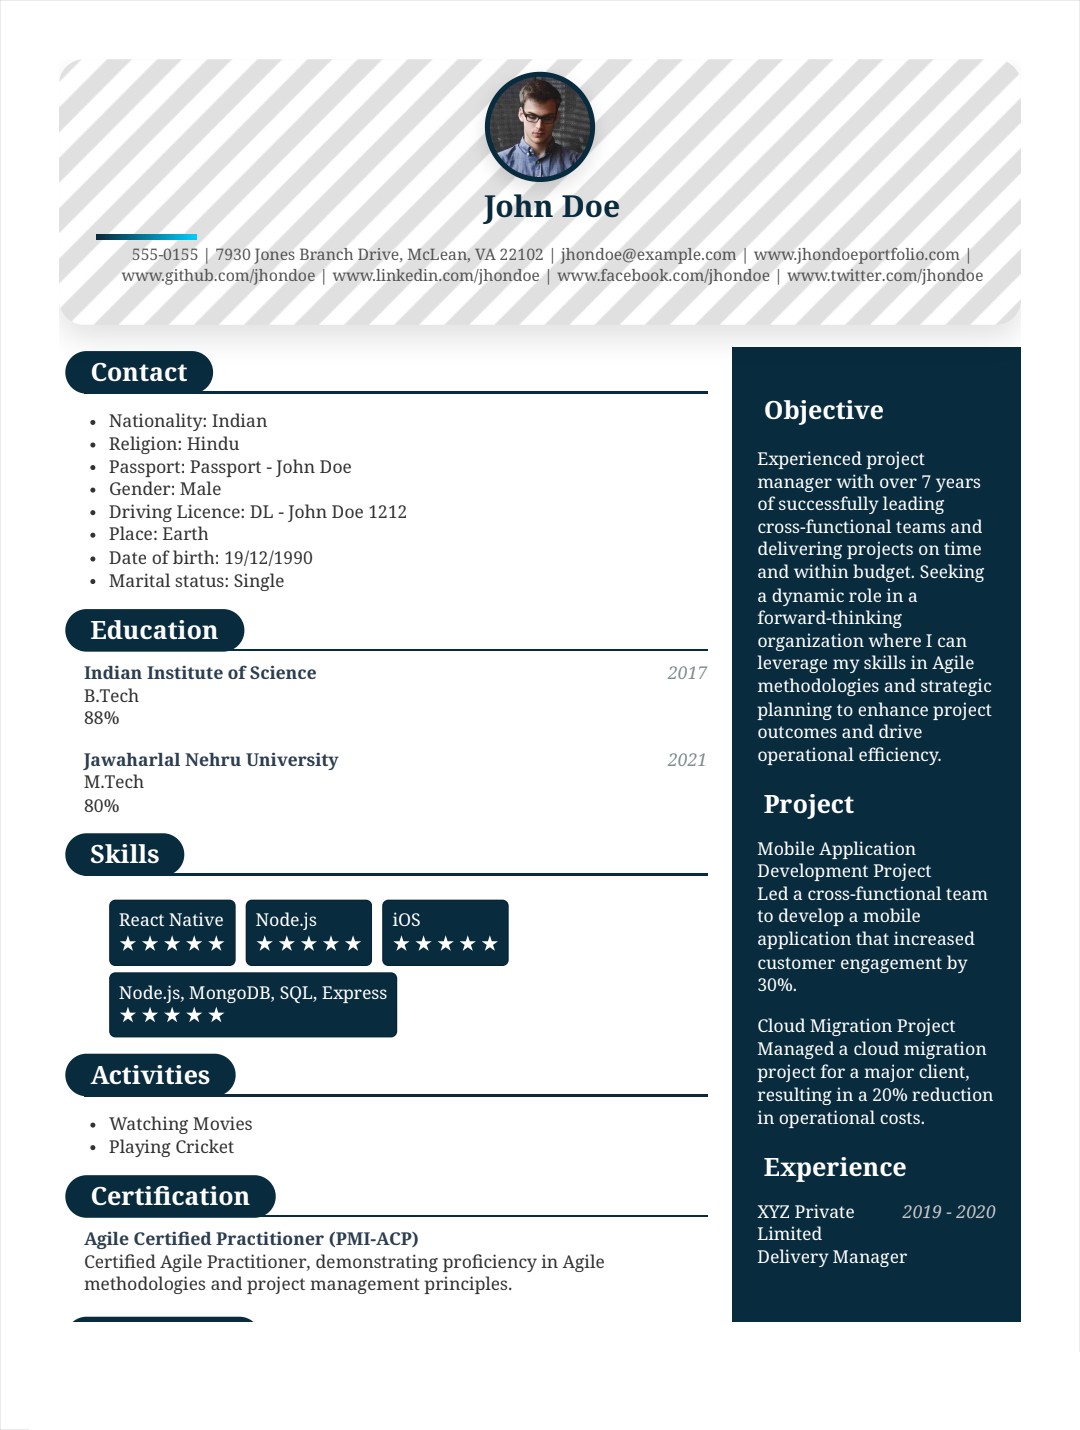 John Doe
555-0155 | 7930 Jones Branch Drive, McLean, VA 22102 | jhondoe@example.com | www.jhondoeportfolio.com |
www.github.com/jhondoe | www.linkedin.com/jhondoe | www.facebook.com/jhondoe | www.twitter.com/jhondoe
Contact
• Nationality: Indian
• Religion: Hindu
• Passport: Passport - John Doe
• Gender: Male
• Driving Licence: DL - John Doe 1212
• Place: Earth
• Date of birth: 19/12/1990
• Marital status: Single
Education
Indian Institute of Science 2017
B.Tech
88%
Jawaharlal Nehru University 2021
M.Tech
80%
Skills
React Native Node.js iOS
★★★★★ ★★★★★ ★★★★★
Node.js, MongoDB, SQL, Express
★★★★★
Activities
• Watching Movies
• Playing Cricket
Certification
Agile Certified Practitioner (PMI-ACP)
Certified Agile Practitioner, demonstrating proficiency in Agile
methodologies and project management principles.
Objective
Experienced project
manager with over 7 years
of successfully leading
cross-functional teams and
delivering projects on time
and within budget. Seeking
a dynamic role in a
forward-thinking
organization where I can
leverage my skills in Agile
methodologies and strategic
planning to enhance project
outcomes and drive
operational efficiency.
Project
Mobile Application
Development Project
Led a cross-functional team
to develop a mobile
application that increased
customer engagement by
30%.
Cloud Migration Project
Managed a cloud migration
project for a major client,
resulting in a 20% reduction
in operational costs.
Experience
XYZ Private 2019 - 2020
Limited
Delivery Manager